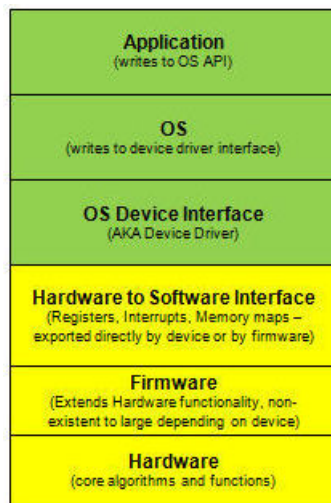 Application
(writes to OS API)
OS
(writes to device driver interface)
OS Device Interface
(AKA Device Driver)
Hardware to Software Interface
(Registers, Interrupts, Memory maps –
exported directly by device or by firmware)
Firmware
(Extends Hardware functionality, non-
existent to large depending on device)
Hardware
(core algorithms and functions)